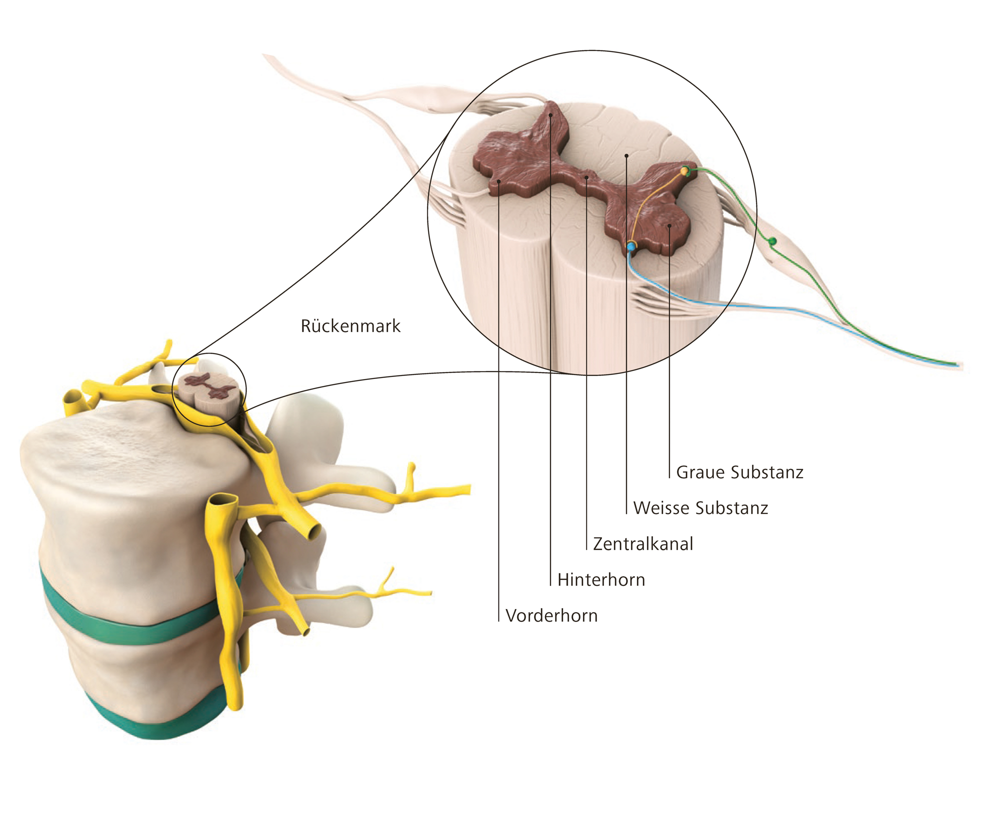 Rückenmark
Graue Substanz
Weisse Substanz
Zentralkanal
Hinterhorn
Vorderhorn